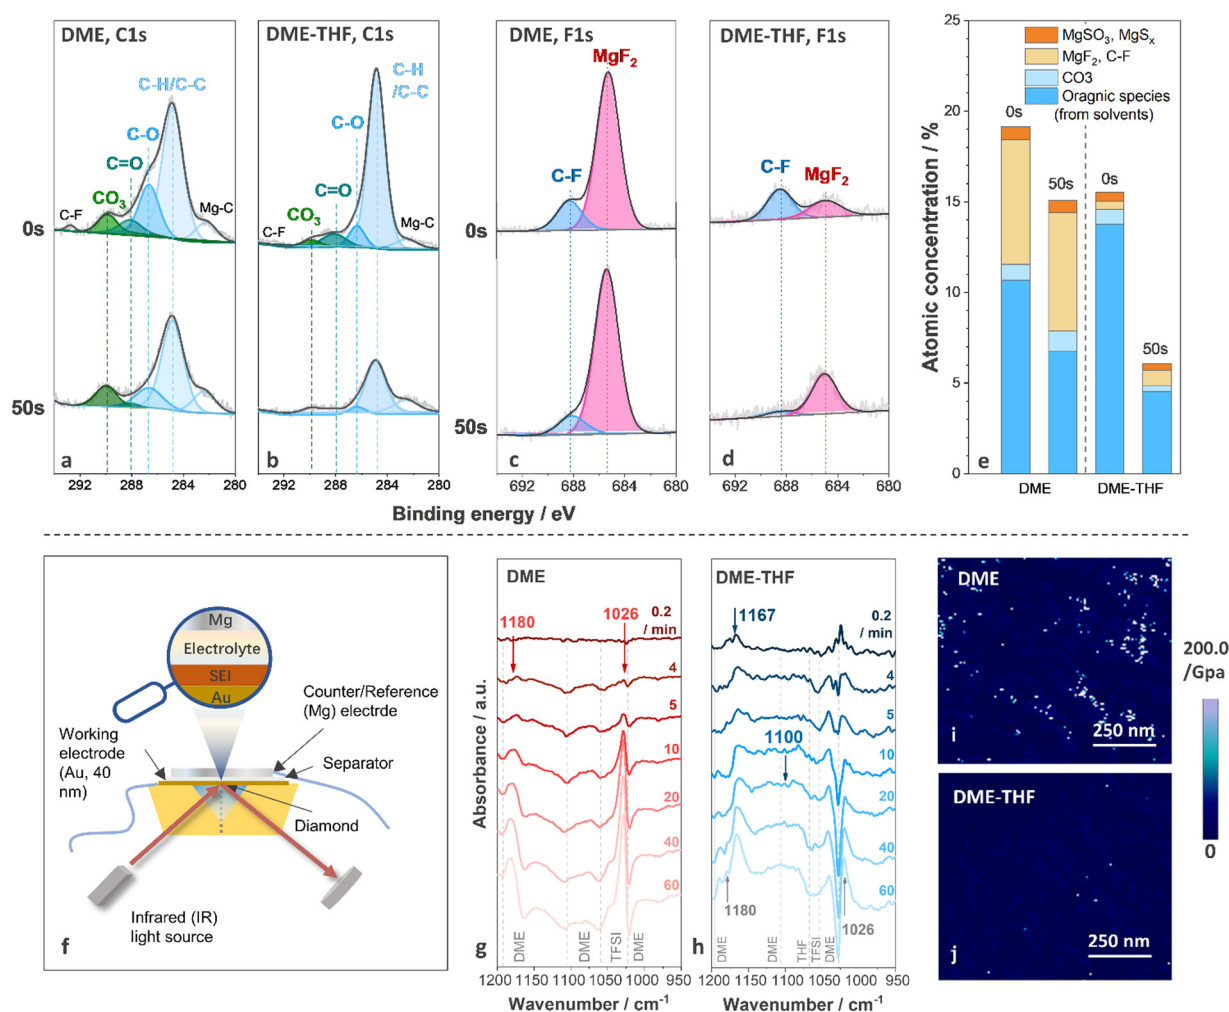 DME, C1s
C-H/C-C
C-O
C=O
CO3
C-F
Mg-C
0s
50s
a
292 288 284 280
DME-THF, C1s
C-H
/C-C
C-O
C=O
CO3
C-F
Mg-C
b
292 288 284 280
DME, F1s
MgF2
C-F
0s
50s
c
692 688 684 680
DME-THF, F1s
C-F
MgF2
d
692 688 684 680
Binding energy / eV
Atomic concentration / %
25
20
15
10
5
0
MgSO3, MgSx
MgF2, C-F
CO3
Oragnic species
(from solvents)
0s
50s
0s
50s
e
DME DME-THF
Mg
Electrolyte
SEI
Au
Counter/Reference
(Mg) electrde
Working
electrode
(Au, 40
nm)
Separator
Diamond
Infrared (IR)
light source
f
Absorbance / a.u.
DME
1180
1026
0.2
/ min
4
5
10
20
40
60
g
DME
DME
TFSI
DME
1200 1150 1100 1050 1000 950
Wavenumber / cm-1
DME-THF
1167
0.2
/ min
4
5
1100
10
20
40
60
1180
1026
h
DME
DME
THF
TFSI
DME
1200 1150 1100 1050 1000 950
Wavenumber / cm-1
DME
i
250 nm
DME-THF
j
250 nm
200.0
/Gpa
0